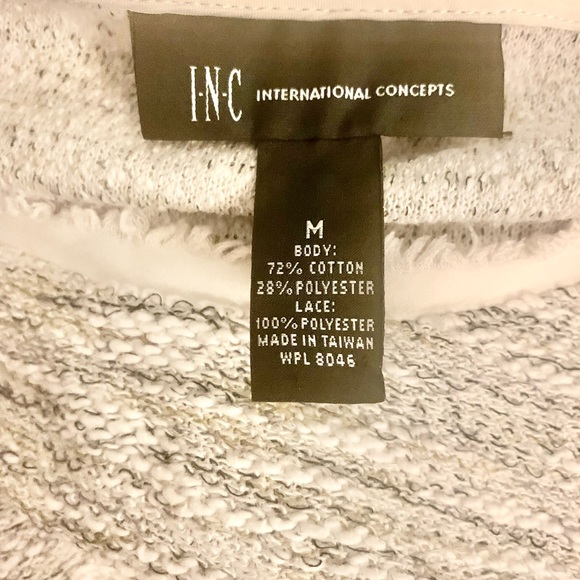 I·N·C INTERNATIONAL CONCEPTS
M
BODY:
72% COTTON
28% POLYESTER
LACE:
100% POLYESTER
MADE IN TAIWAN
WPL 8046